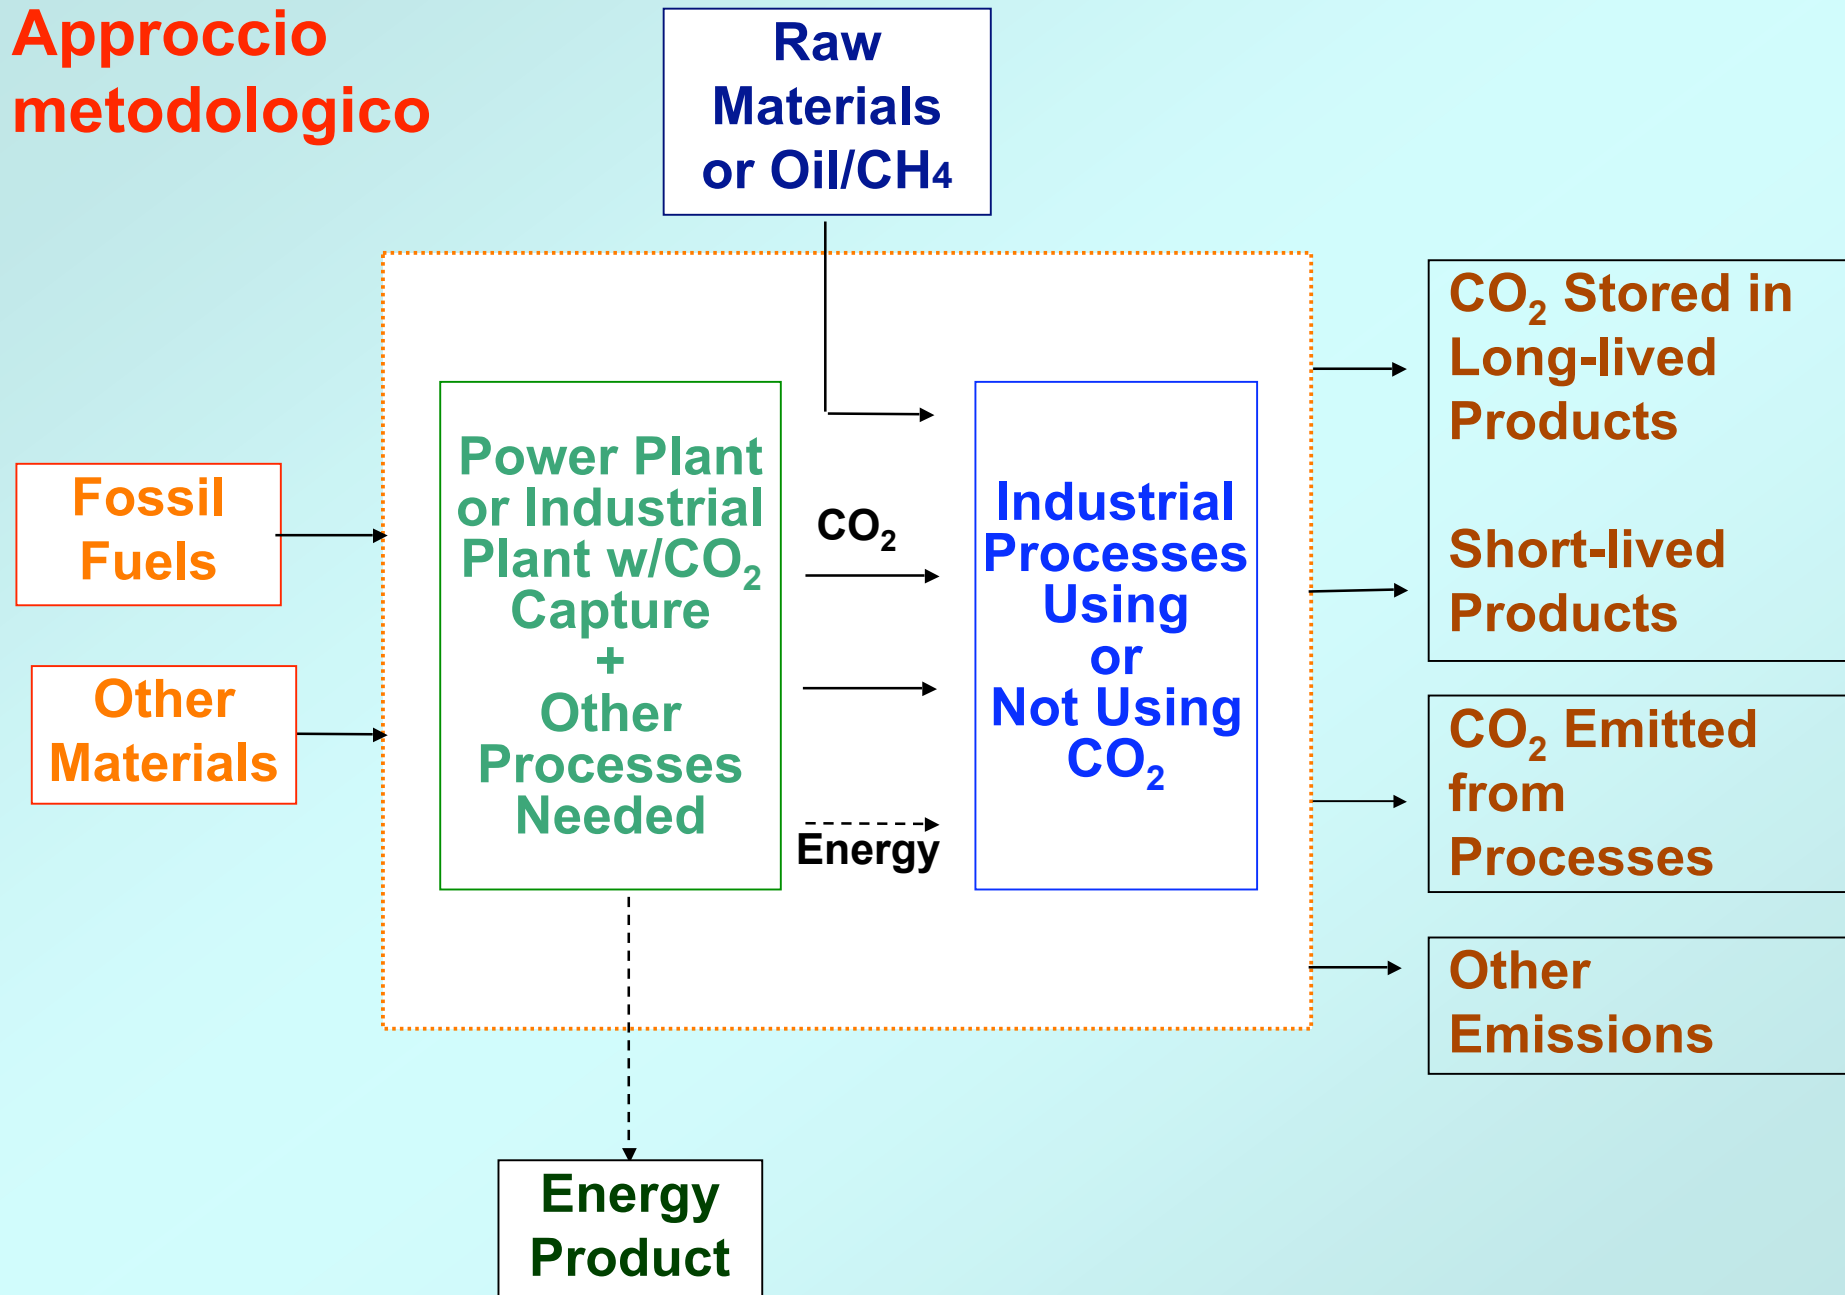 Approccio
metodologico
Raw
Materials
or Oil/CH4
Fossil
Fuels
Other
Materials
Power Plant
or Industrial
Plant w/CO₂
Capture
+
Other
Processes
Needed
CO₂
Energy
Industrial
Processes
Using
or
Not Using
CO₂
CO₂ Stored in
Long-lived
Products
Short-lived
Products
CO₂ Emitted
from
Processes
Other
Emissions
Energy
Product